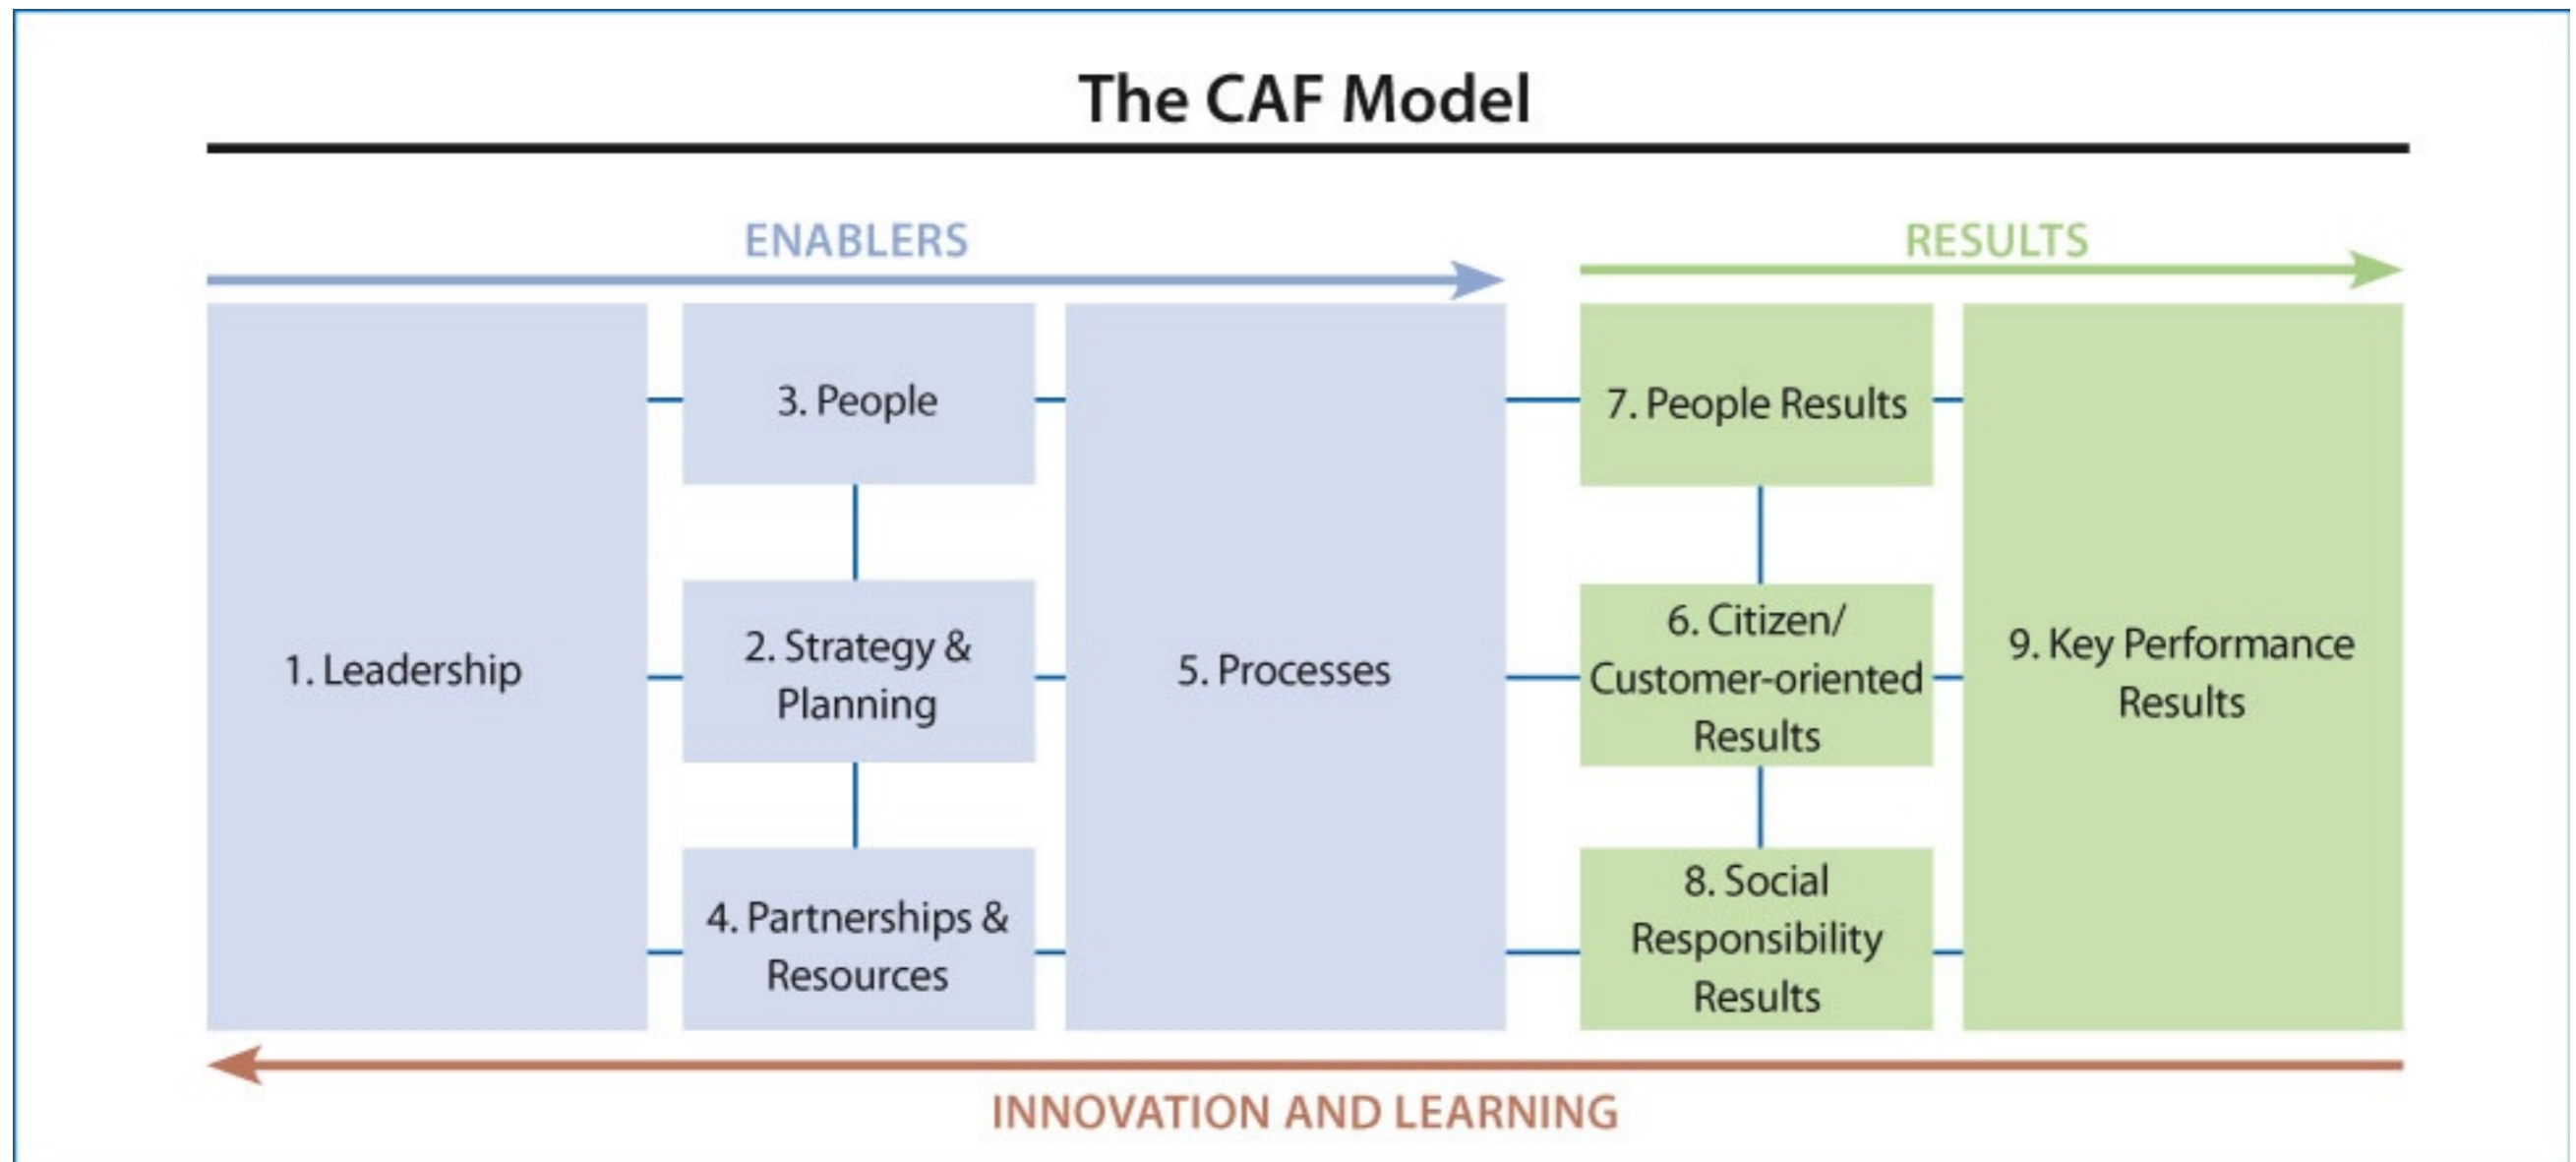 The CAF Model
ENABLERS
RESULTS
1. Leadership
3. People
2. Strategy &
Planning
4. Partnerships &
Resources
5. Processes
7. People Results
6. Citizen/
Customer-oriented
Results
8. Social
Responsibility
Results
9. Key Performance
Results
INNOVATION AND LEARNING